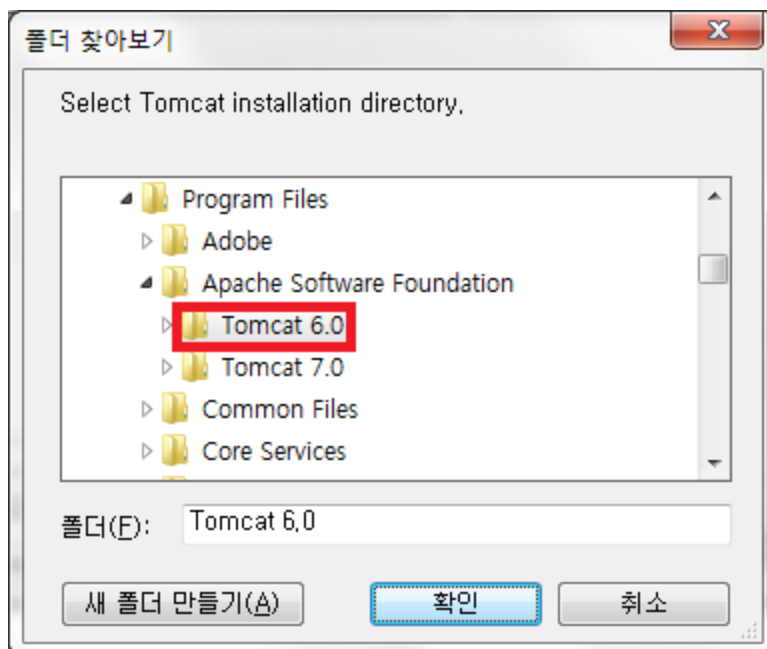 폴더 찾아보기
Select Tomcat installation directory,
Program Files
Adobe
Apache Software Foundation
Tomcat 6.0
Tomcat 7.0
Common Files
Core Services
폴더(F): Tomcat 6,0
새 폴더 만들기(A) 확인 취소